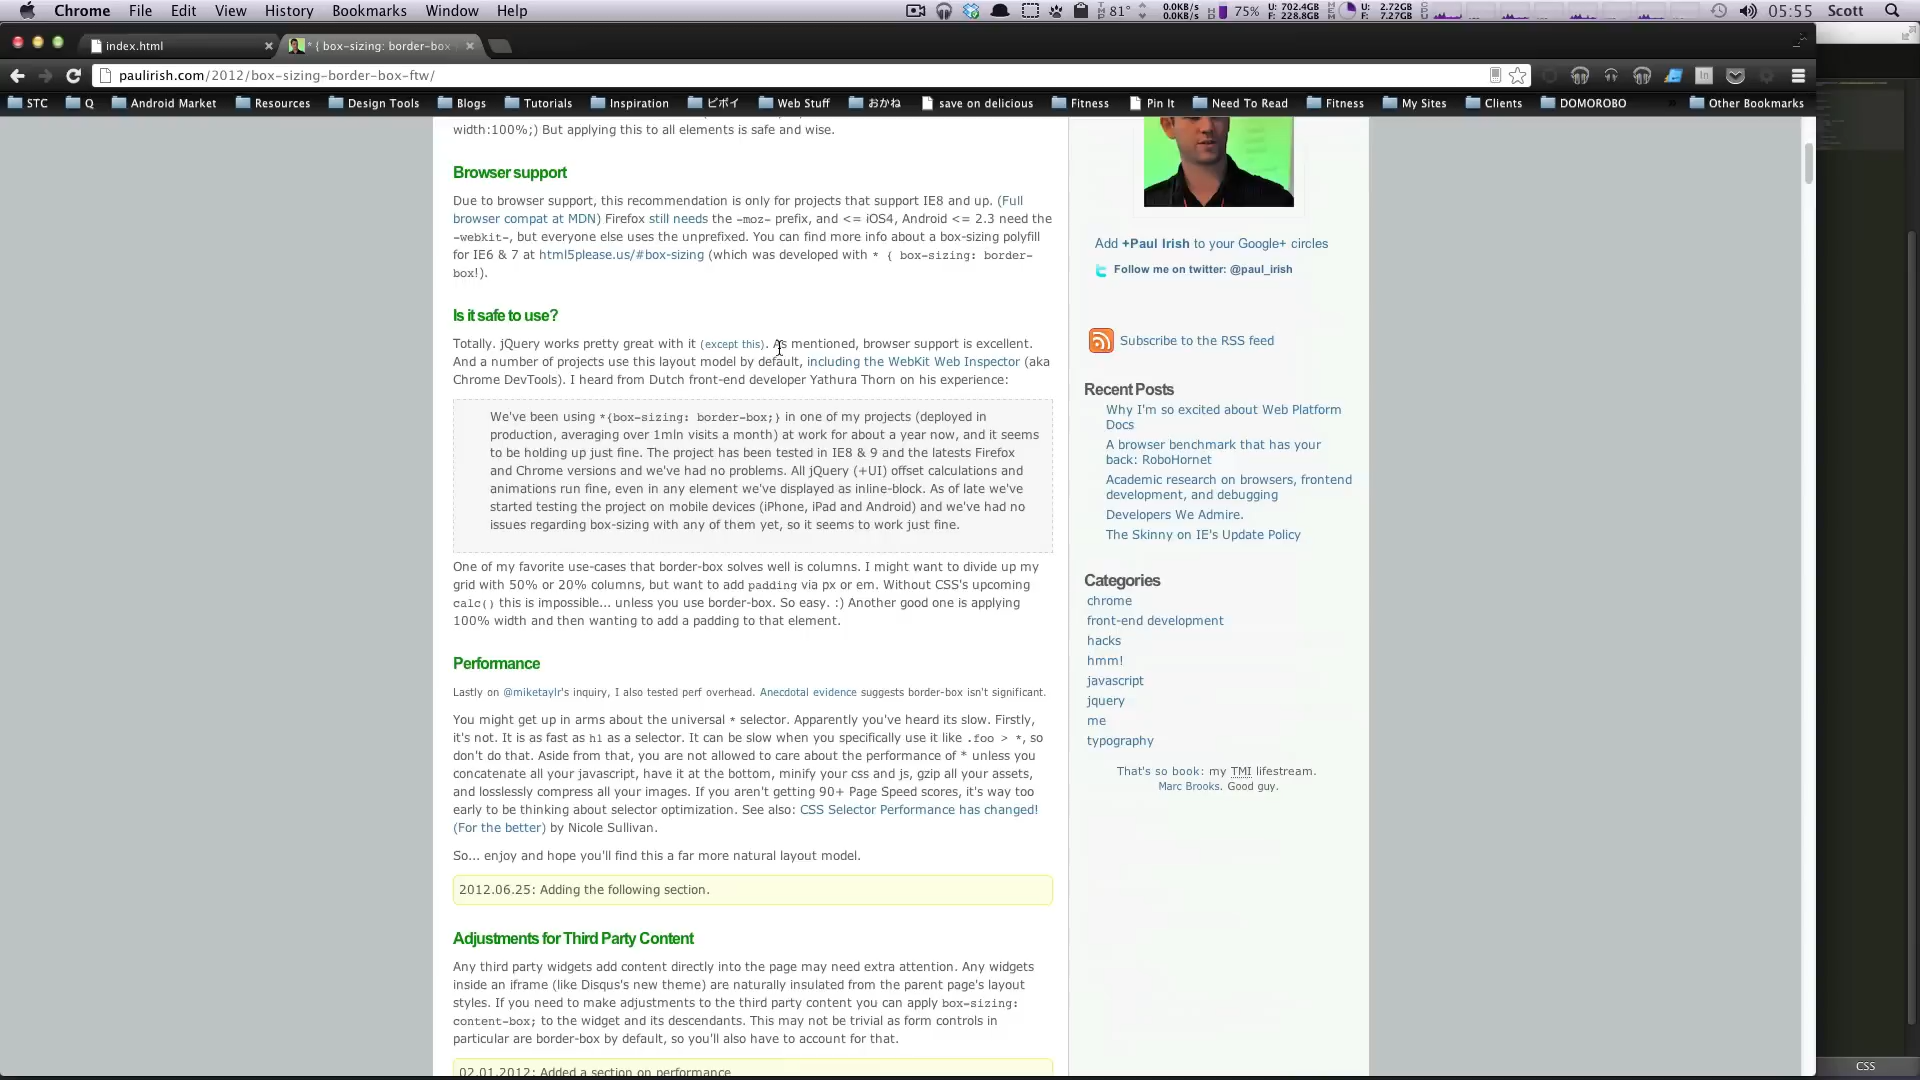 Chrome File Edit View History Bookmarks Window Help
81° 0.0KB/s 0.0KB/s 75% U: 702.4GB F: 228.8GB U: 2.72GB F: 7.27GB 05:55 Scott
index.html
* { box-sizing: border-box
paulirish.com/2012/box-sizing-border-box-ftw/
STC Q Android Market Resources Design Tools Blogs Tutorials Inspiration ビボイ Web Stuff おかね save on delicious Fitness Pin It Need To Read Fitness My Sites Clients DOMOROBO » Other Bookmarks
width:100%;) But applying this to all elements is safe and wise.
Browser support
Due to browser support, this recommendation is only for projects that support IE8 and up. (Full
browser compat at MDN) Firefox still needs the -moz- prefix, and <= iOS4, Android <= 2.3 need the
-webkit-, but everyone else uses the unprefixed. You can find more info about a box-sizing polyfill
for IE6 & 7 at html5please.us/#box-sizing (which was developed with * { box-sizing: border-
box!).
Is it safe to use?
Totally. jQuery works pretty great with it (except this). As mentioned, browser support is excellent.
And a number of projects use this layout model by default, including the WebKit Web Inspector (aka
Chrome DevTools). I heard from Dutch front-end developer Yathura Thorn on his experience:
We've been using *{box-sizing: border-box;} in one of my projects (deployed in
production, averaging over 1mln visits a month) at work for about a year now, and it seems
to be holding up just fine. The project has been tested in IE8 & 9 and the latests Firefox
and Chrome versions and we've had no problems. All jQuery (+UI) offset calculations and
animations run fine, even in any element we've displayed as inline-block. As of late we've
started testing the project on mobile devices (iPhone, iPad and Android) and we've had no
issues regarding box-sizing with any of them yet, so it seems to work just fine.
One of my favorite use-cases that border-box solves well is columns. I might want to divide up my
grid with 50% or 20% columns, but want to add padding via px or em. Without CSS's upcoming
calc() this is impossible... unless you use border-box. So easy. :) Another good one is applying
100% width and then wanting to add a padding to that element.
Performance
Lastly on @miketaylr's inquiry, I also tested perf overhead. Anecdotal evidence suggests border-box isn't significant.
You might get up in arms about the universal * selector. Apparently you've heard its slow. Firstly,
it's not. It is as fast as h1 as a selector. It can be slow when you specifically use it like .foo > *, so
don't do that. Aside from that, you are not allowed to care about the performance of * unless you
concatenate all your javascript, have it at the bottom, minify your css and js, gzip all your assets,
and losslessly compress all your images. If you aren't getting 90+ Page Speed scores, it's way too
early to be thinking about selector optimization. See also: CSS Selector Performance has changed!
(For the better) by Nicole Sullivan.
So... enjoy and hope you'll find this a far more natural layout model.
2012.06.25: Adding the following section.
Adjustments for Third Party Content
Any third party widgets add content directly into the page may need extra attention. Any widgets
inside an iframe (like Disqus's new theme) are naturally insulated from the parent page's layout
styles. If you need to make adjustments to the third party content you can apply box-sizing:
content-box; to the widget and its descendants. This may not be trivial as form controls in
particular are border-box by default, so you'll also have to account for that.
02.01.2012: Added a section on performance
Add +Paul Irish to your Google+ circles
Follow me on twitter: @paul_irish
Subscribe to the RSS feed
Recent Posts
Why I'm so excited about Web Platform
Docs
A browser benchmark that has your
back: RoboHornet
Academic research on browsers, frontend
development, and debugging
Developers We Admire.
The Skinny on IE's Update Policy
Categories
chrome
front-end development
hacks
hmm!
javascript
jquery
me
typography
That's so book: my TMI lifestream.
Marc Brooks. Good guy.
CSS